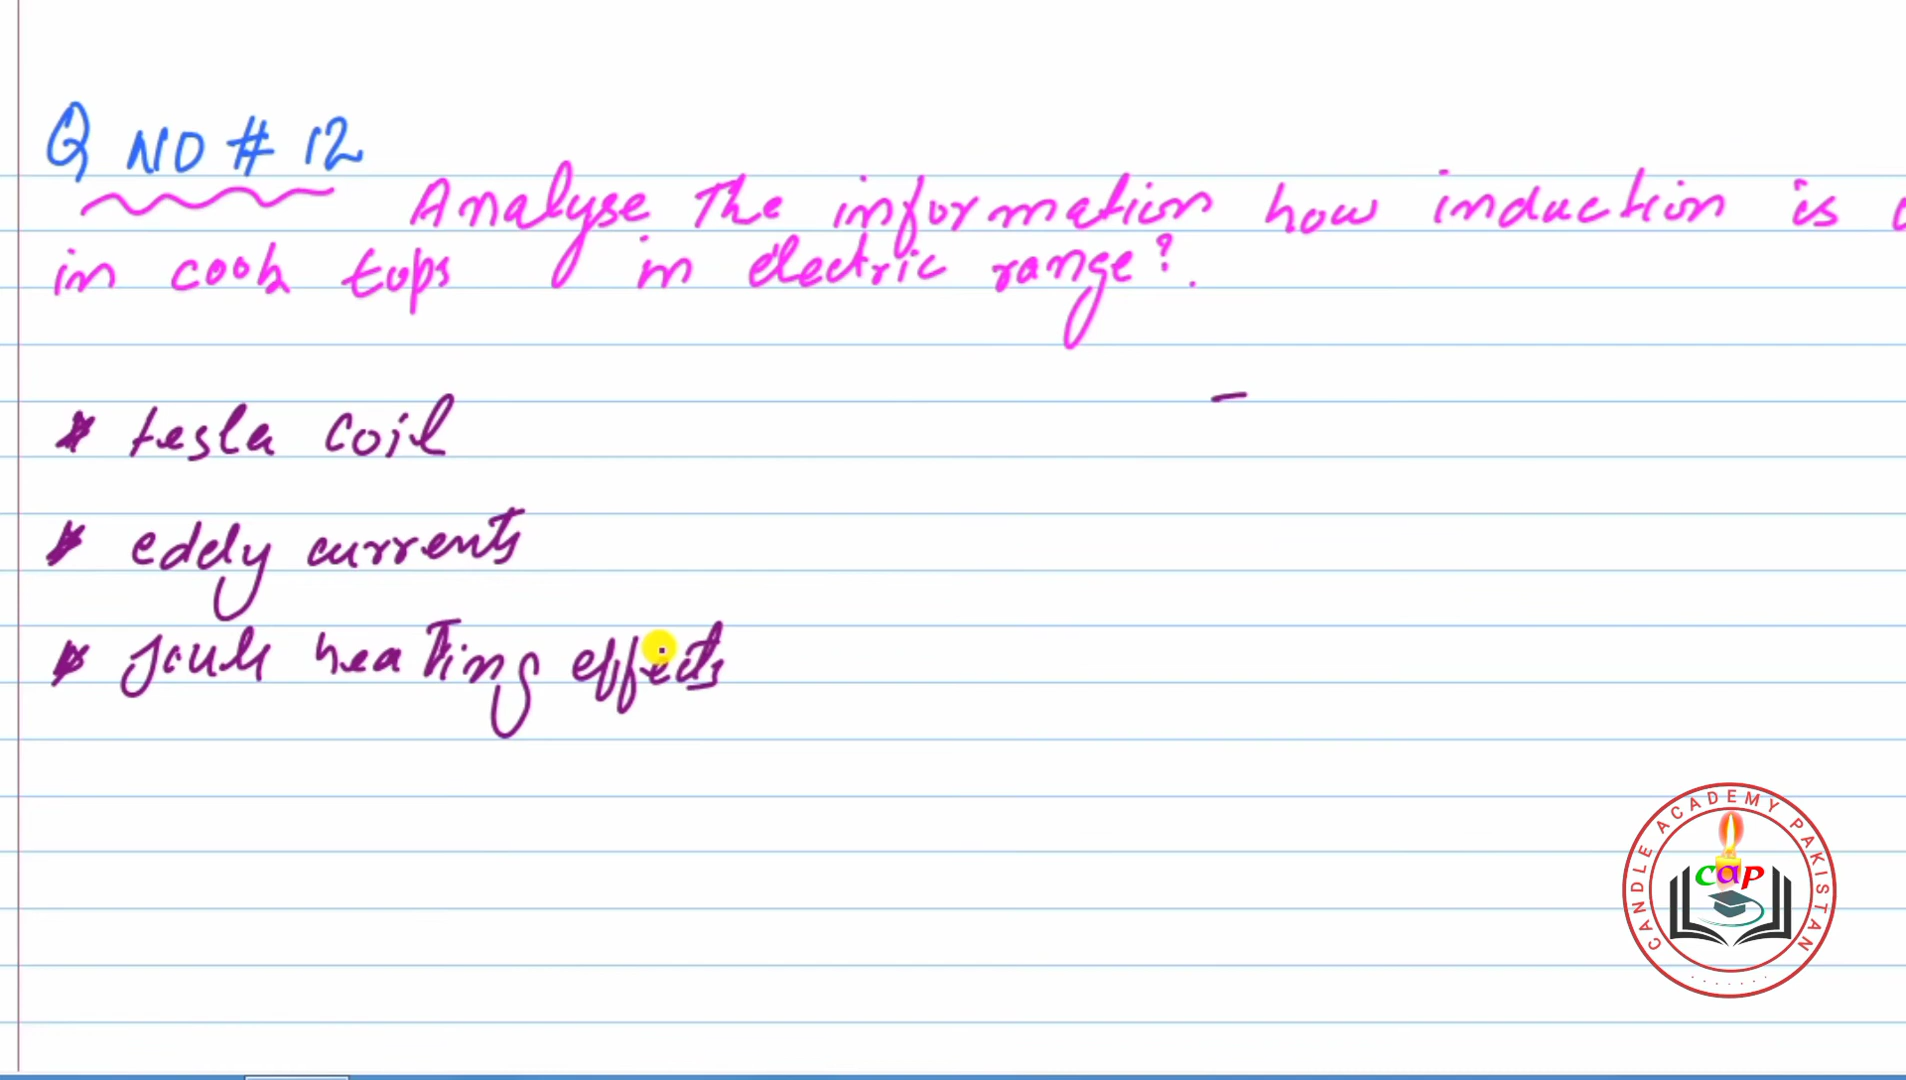 Q NO # 12
Analyse The information how induction is
in cook tops in electric range?.
* tesla coil
* eddy currents
* Joule heating effects
CANDLE ACADEMY PAKISTAN
cap